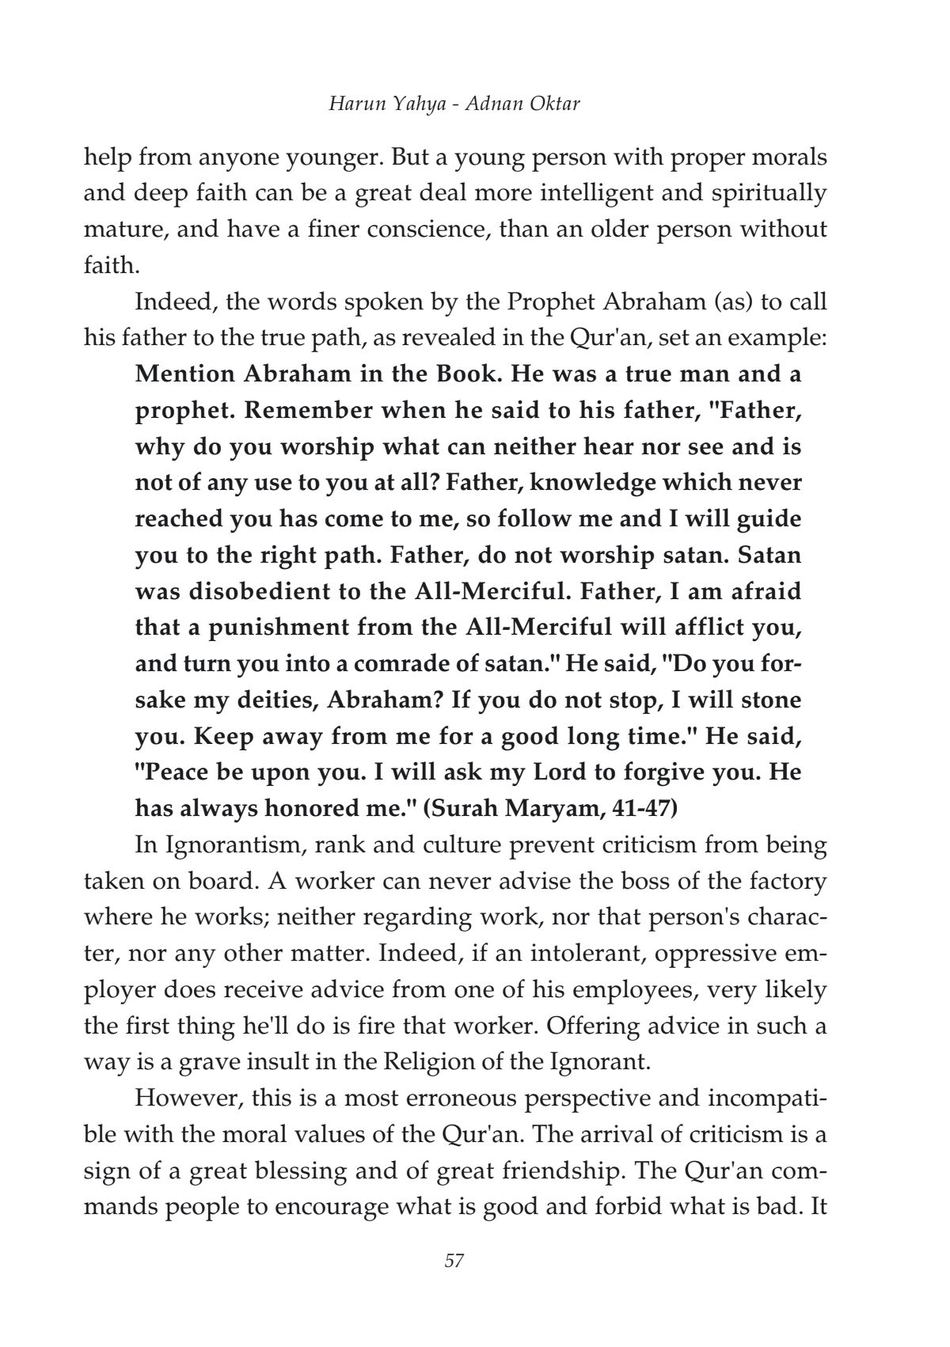 Harun Yahya - Adnan Oktar
help from anyone younger. But a young person with proper morals
and deep faith can be a great deal more intelligent and spiritually
mature, and have a finer conscience, than an older person without
faith.
Indeed, the words spoken by the Prophet Abraham (as) to call
his father to the true path, as revealed in the Qur'an, set an example:
Mention Abraham in the Book. He was a true man and a
prophet. Remember when he said to his father, "Father,
why do you worship what can neither hear nor see and is
not of any use to you at all? Father, knowledge which never
reached you has come to me, so follow me and I will guide
you to the right path. Father, do not worship satan. Satan
was disobedient to the All-Merciful. Father, I am afraid
that a punishment from the All-Merciful will afflict you,
and turn you into a comrade of satan." He said, "Do you for-
sake my deities, Abraham? If you do not stop, I will stone
you. Keep away from me for a good long time." He said,
"Peace be upon you. I will ask my Lord to forgive you. He
has always honored me." (Surah Maryam, 41-47)
In Ignorantism, rank and culture prevent criticism from being
taken on board. A worker can never advise the boss of the factory
where he works; neither regarding work, nor that person's charac-
ter, nor any other matter. Indeed, if an intolerant, oppressive em-
ployer does receive advice from one of his employees, very likely
the first thing he'll do is fire that worker. Offering advice in such a
way is a grave insult in the Religion of the Ignorant.
However, this is a most erroneous perspective and incompati-
ble with the moral values of the Qur'an. The arrival of criticism is a
sign of a great blessing and of great friendship. The Qur'an com-
mands people to encourage what is good and forbid what is bad. It
57